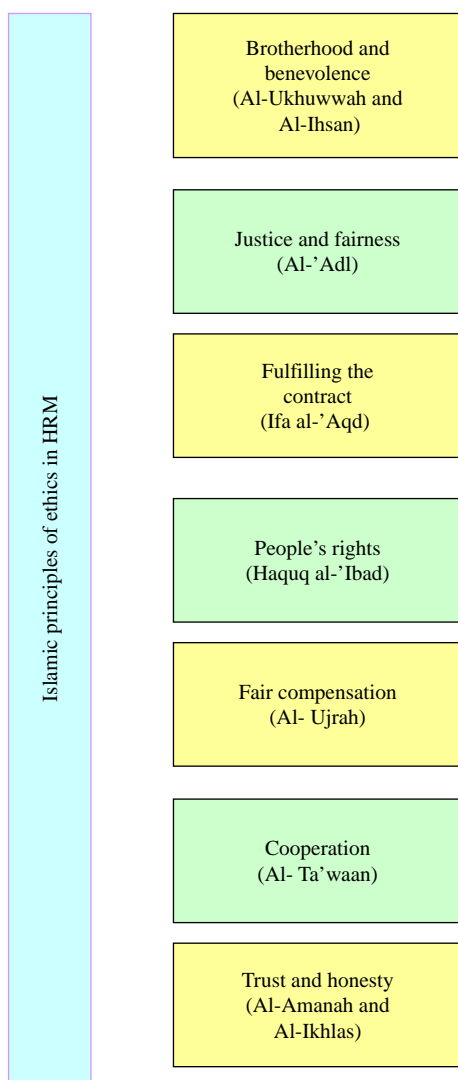 Islamic principles of ethics in HRM
Brotherhood and
benevolence
(Al-Ukhuwwah and
Al-Ihsan)
Justice and fairness
(Al-’Adl)
Fulfilling the
contract
(Ifa al-’Aqd)
People’s rights
(Haquq al-’Ibad)
Fair compensation
(Al- Ujrah)
Cooperation
(Al- Ta’waan)
Trust and honesty
(Al-Amanah and
Al-Ikhlas)